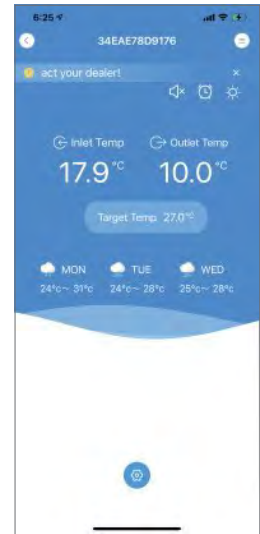 6:25
34EAE78D9176
act your dealer! ×
Inlet Temp Outlet Temp
17.9°C 10.0°C
Target Temp 27.0°C
MON TUE WED
24°c~ 31°c 24°c~ 28°c 25°c~ 28°c